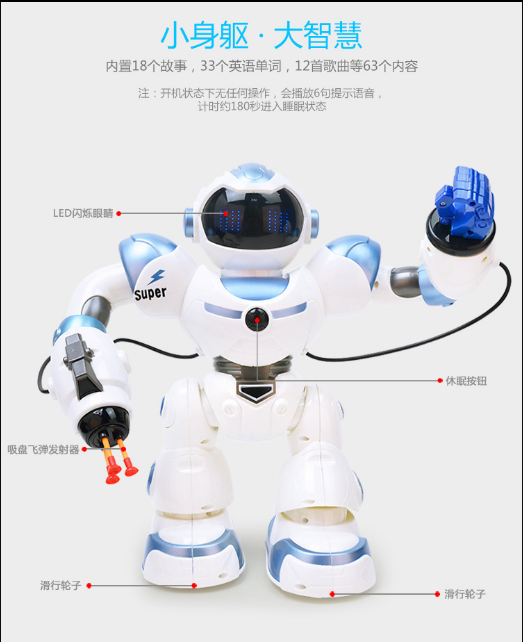 小身躯 · 大智慧
内置18个故事，33个英语单词，12首歌曲等63个内容
注：开机状态下无任何操作，会播放6句提示语音，
计时约180秒进入睡眠状态
LED闪烁眼睛
Super
休眠按钮
吸盘飞弹发射器
滑行轮子
滑行轮子